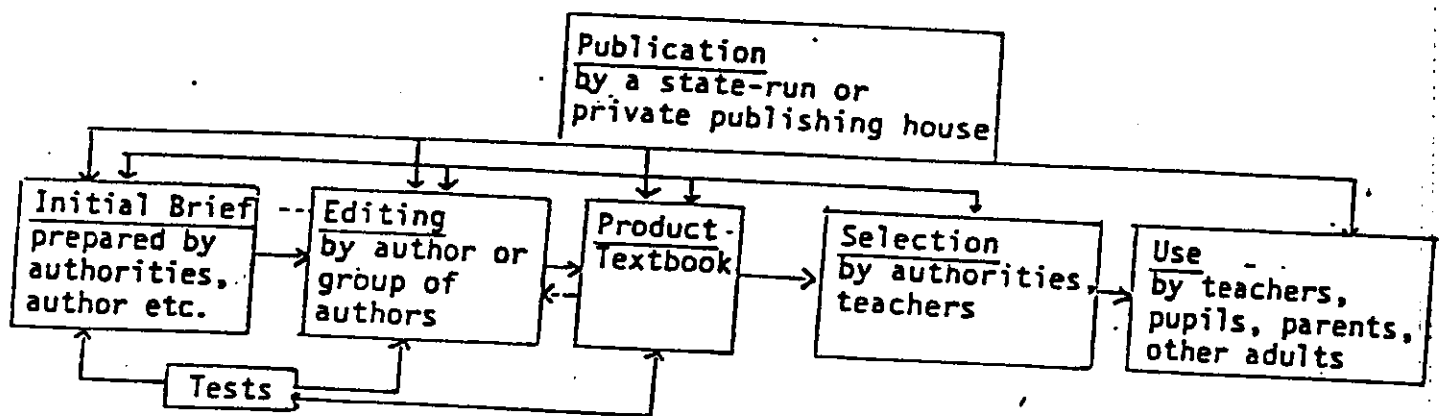 Publication
by a state-run or
private publishing house
Initial Brief
prepared by
authorities,
author etc.
Editing
by author or
group of
authors
Product -
Textbook
Selection
by authorities,
teachers
Use
by teachers,
pupils, parents,
other adults
Tests